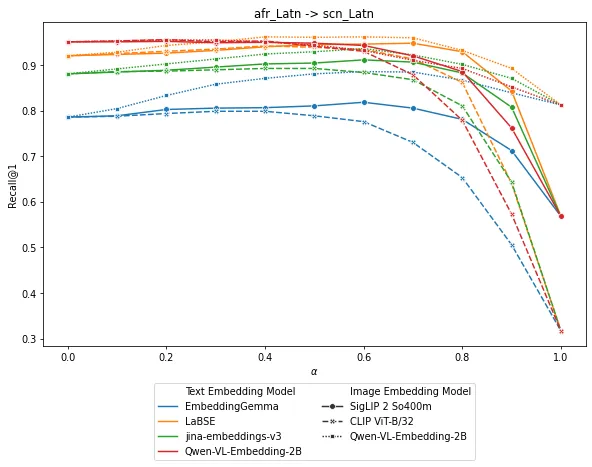 afr_Latn -> scn_Latn
Recall@1
0.9
0.8
0.7
0.6
0.5
0.4
0.3
0.0 0.2 0.4 0.6 0.8 1.0
α
Text Embedding Model Image Embedding Model
EmbeddingGemma SigLIP 2 So400m
LaBSE CLIP ViT-B/32
jina-embeddings-v3 Qwen-VL-Embedding-2B
Qwen-VL-Embedding-2B